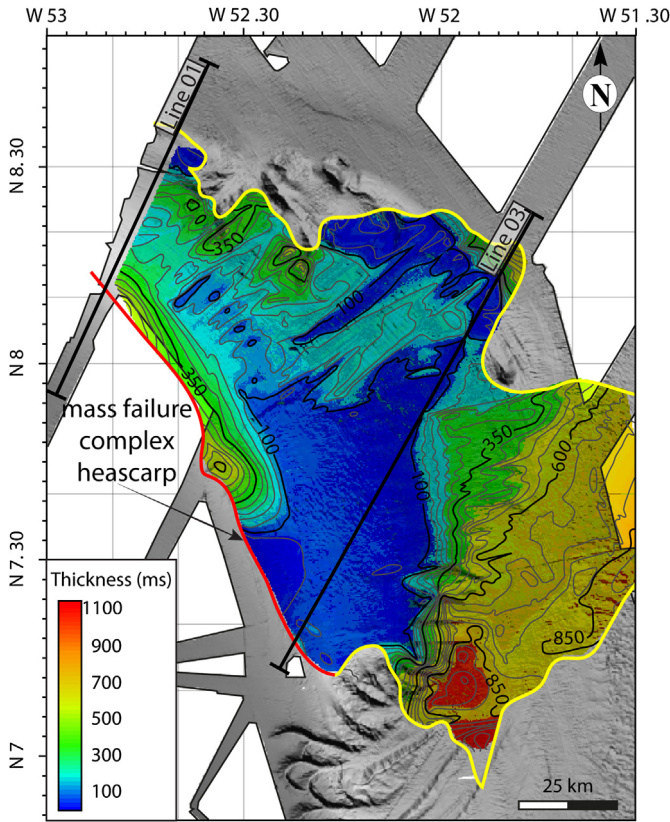 W 53
W 52.30
W 52
W 51.30
Line 01
N
N 8.30
350
Line 03
100
N 8
350
mass failure
complex
heascarp
100
350
600
100
N 7.30
Thickness (ms)
1100
900
700
500
300
100
850
850
N 7
25 km